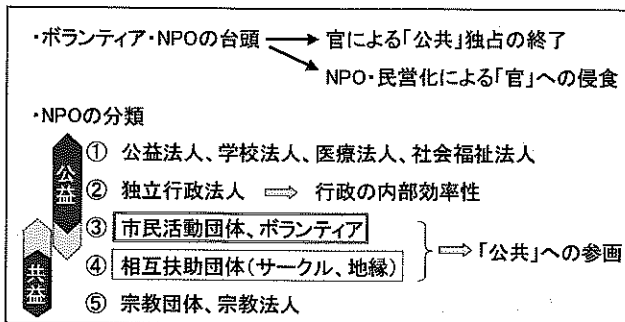 ・ボランティア・NPOの台頭 → 官による「公共」独占の終了
NPO・民営化による「官」への侵食
・NPOの分類
公益
共益
① 公益法人、学校法人、医療法人、社会福祉法人
② 独立行政法人 ⇨ 行政の内部効率性
③ 市民活動団体、ボランティア
④ 相互扶助団体(サークル、地縁)
⇨「公共」への参画
⑤ 宗教団体、宗教法人